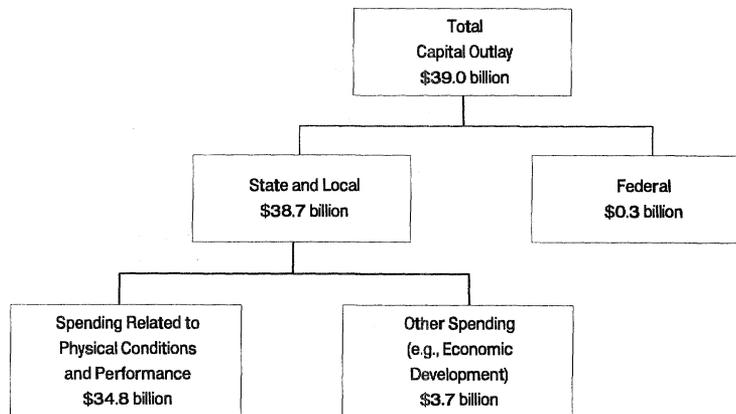 Total
Capital Outlay
$39.0 billion
State and Local
$38.7 billion
Federal
$0.3 billion
Spending Related to
Physical Conditions
and Performance
$34.8 billion
Other Spending
(e.g., Economic
Development)
$3.7 billion